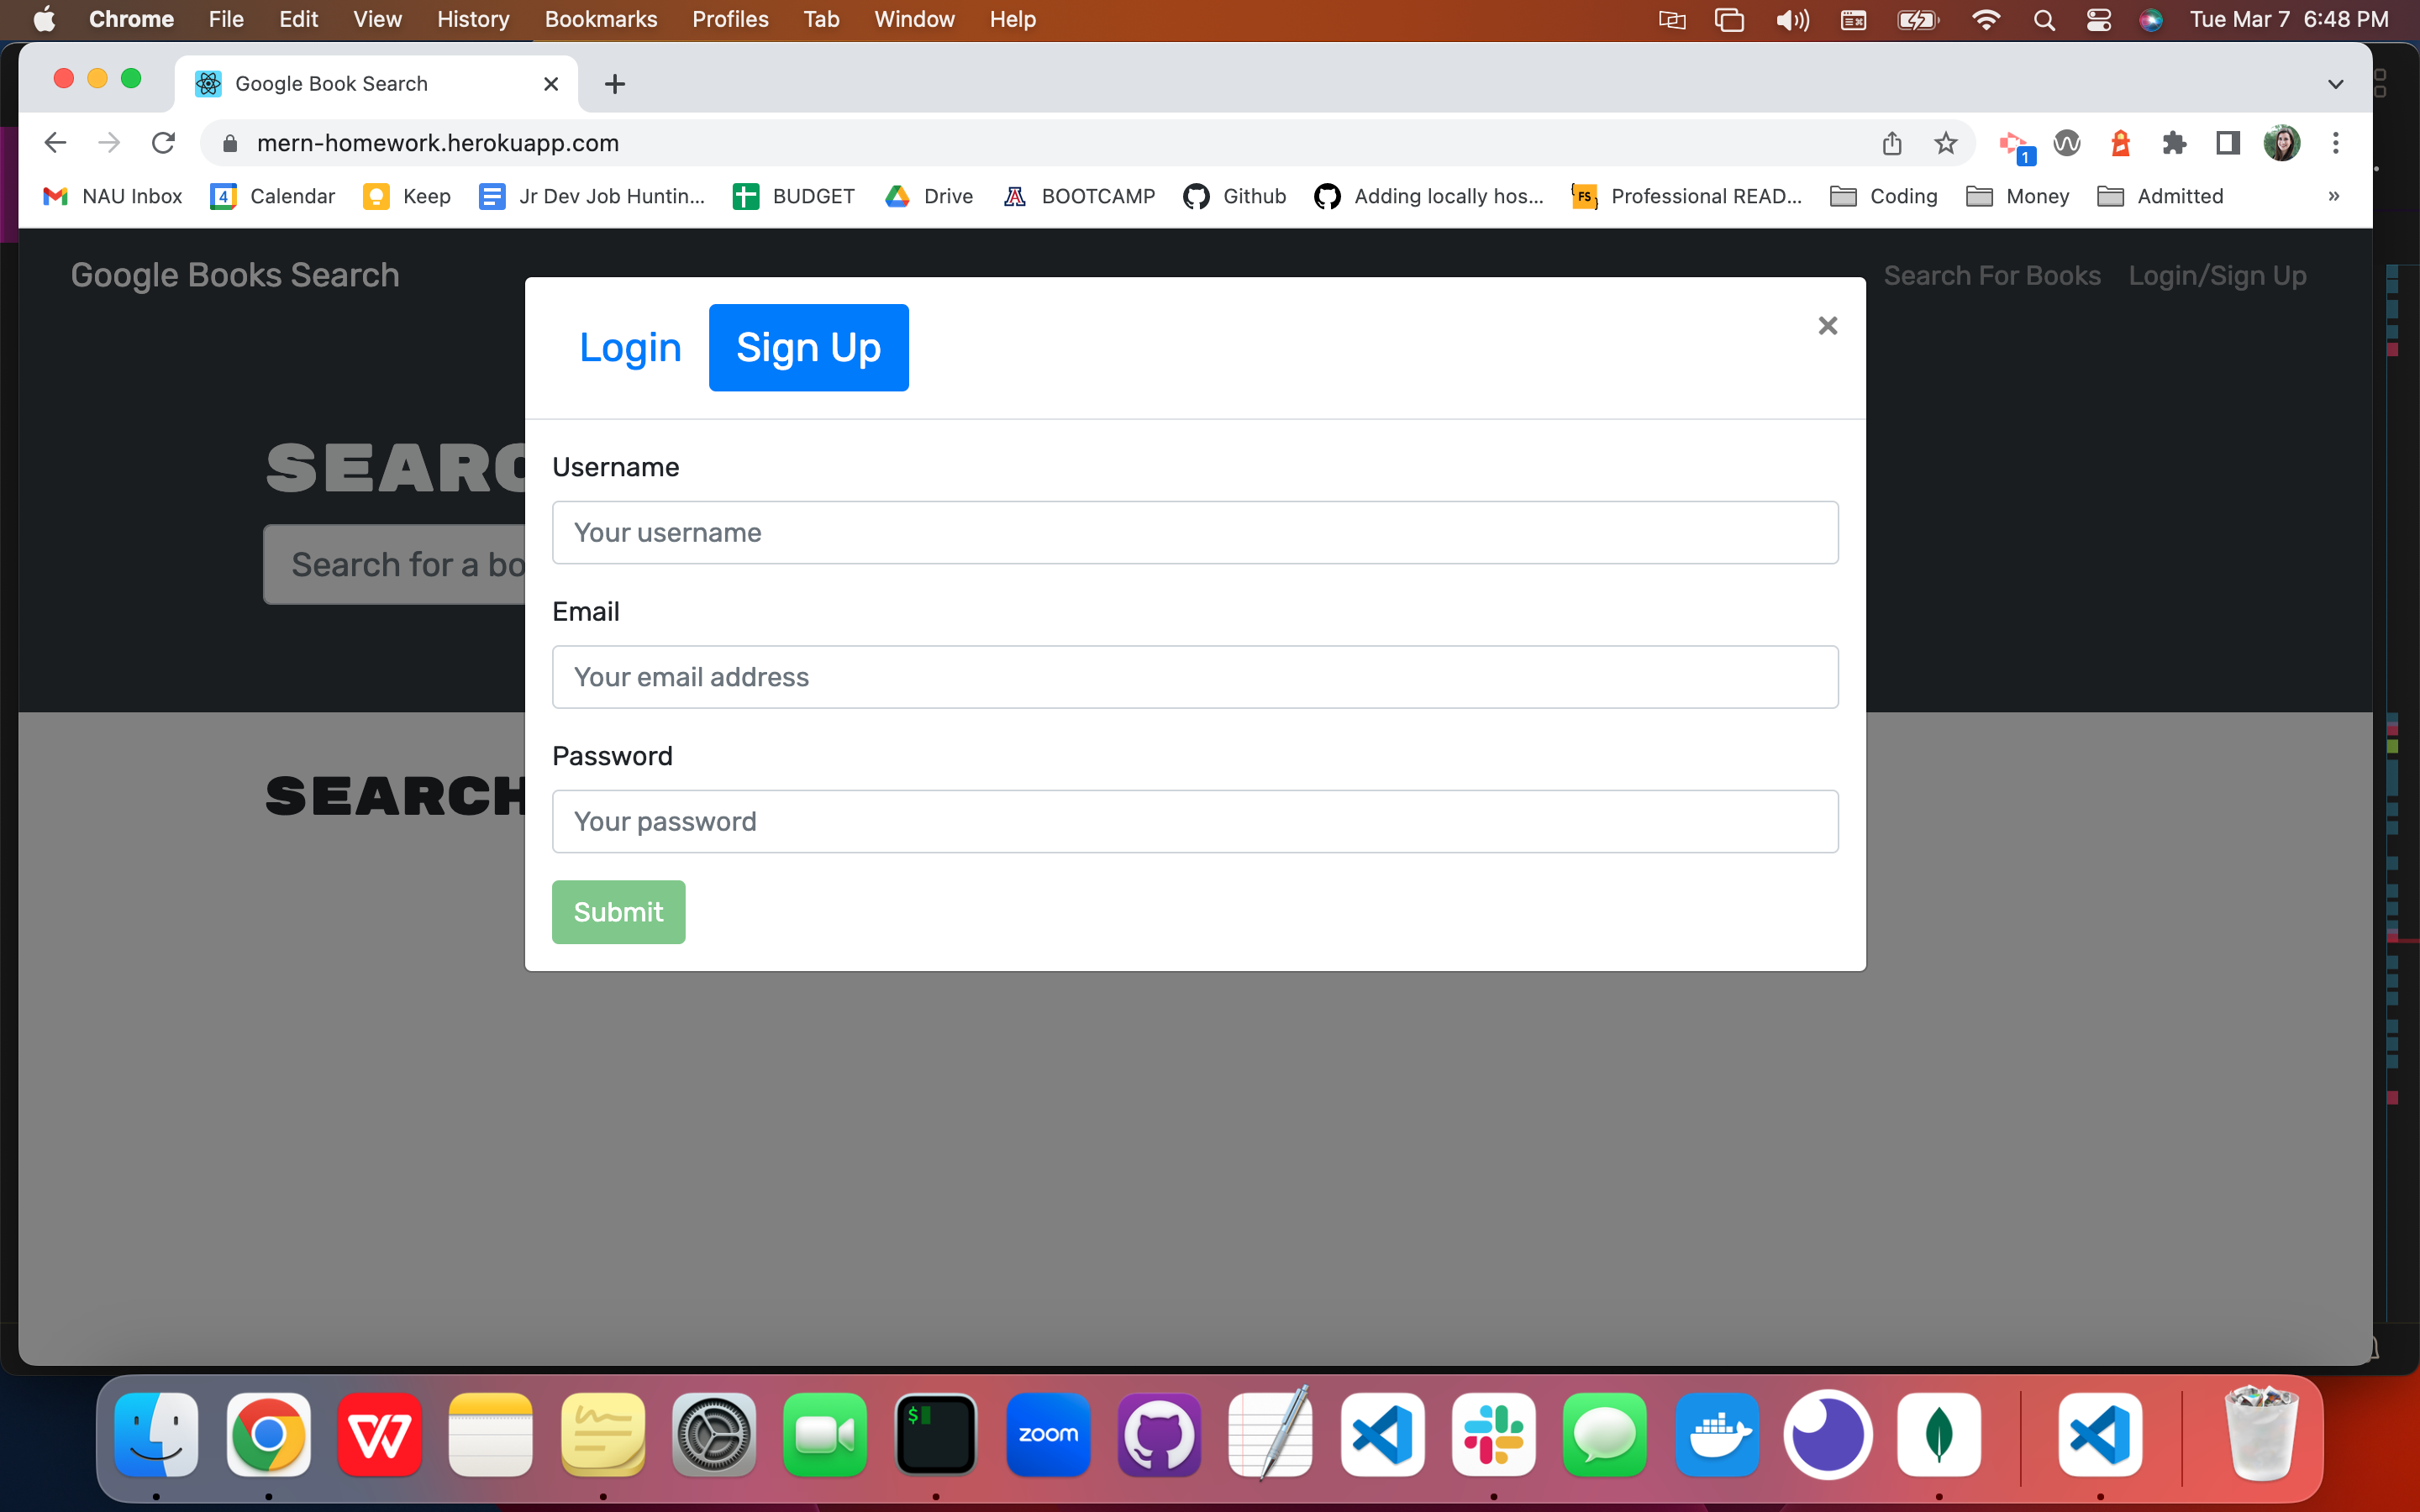 Chrome File Edit View History Bookmarks Profiles Tab Window Help Tue Mar 7 6:48 PM
Google Book Search
mern-homework.herokuapp.com
1
NAU Inbox 4 Calendar Keep Jr Dev Job Huntin... BUDGET Drive BOOTCAMP Github Adding locally hos... FS Professional READ... Coding Money Admitted »
Google Books Search Search For Books Login/Sign Up
Login Sign Up
SEARC
Username
Your username
Search for a bo
Email
Your email address
Password
SEARCH
Your password
Submit
$ zoom